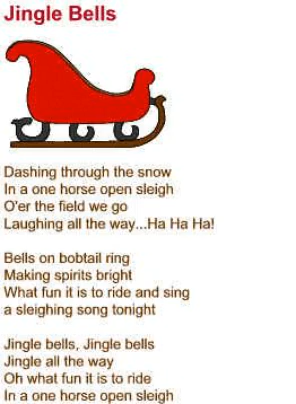 Jingle Bells
Dashing through the snow
In a one horse open sleigh
O'er the field we go
Laughing all the way...Ha Ha Ha!
Bells on bobtail ring
Making spirits bright
What fun it is to ride and sing
a sleighing song tonight
Jingle bells, Jingle bells
Jingle all the way
Oh what fun it is to ride
In a one horse open sleigh